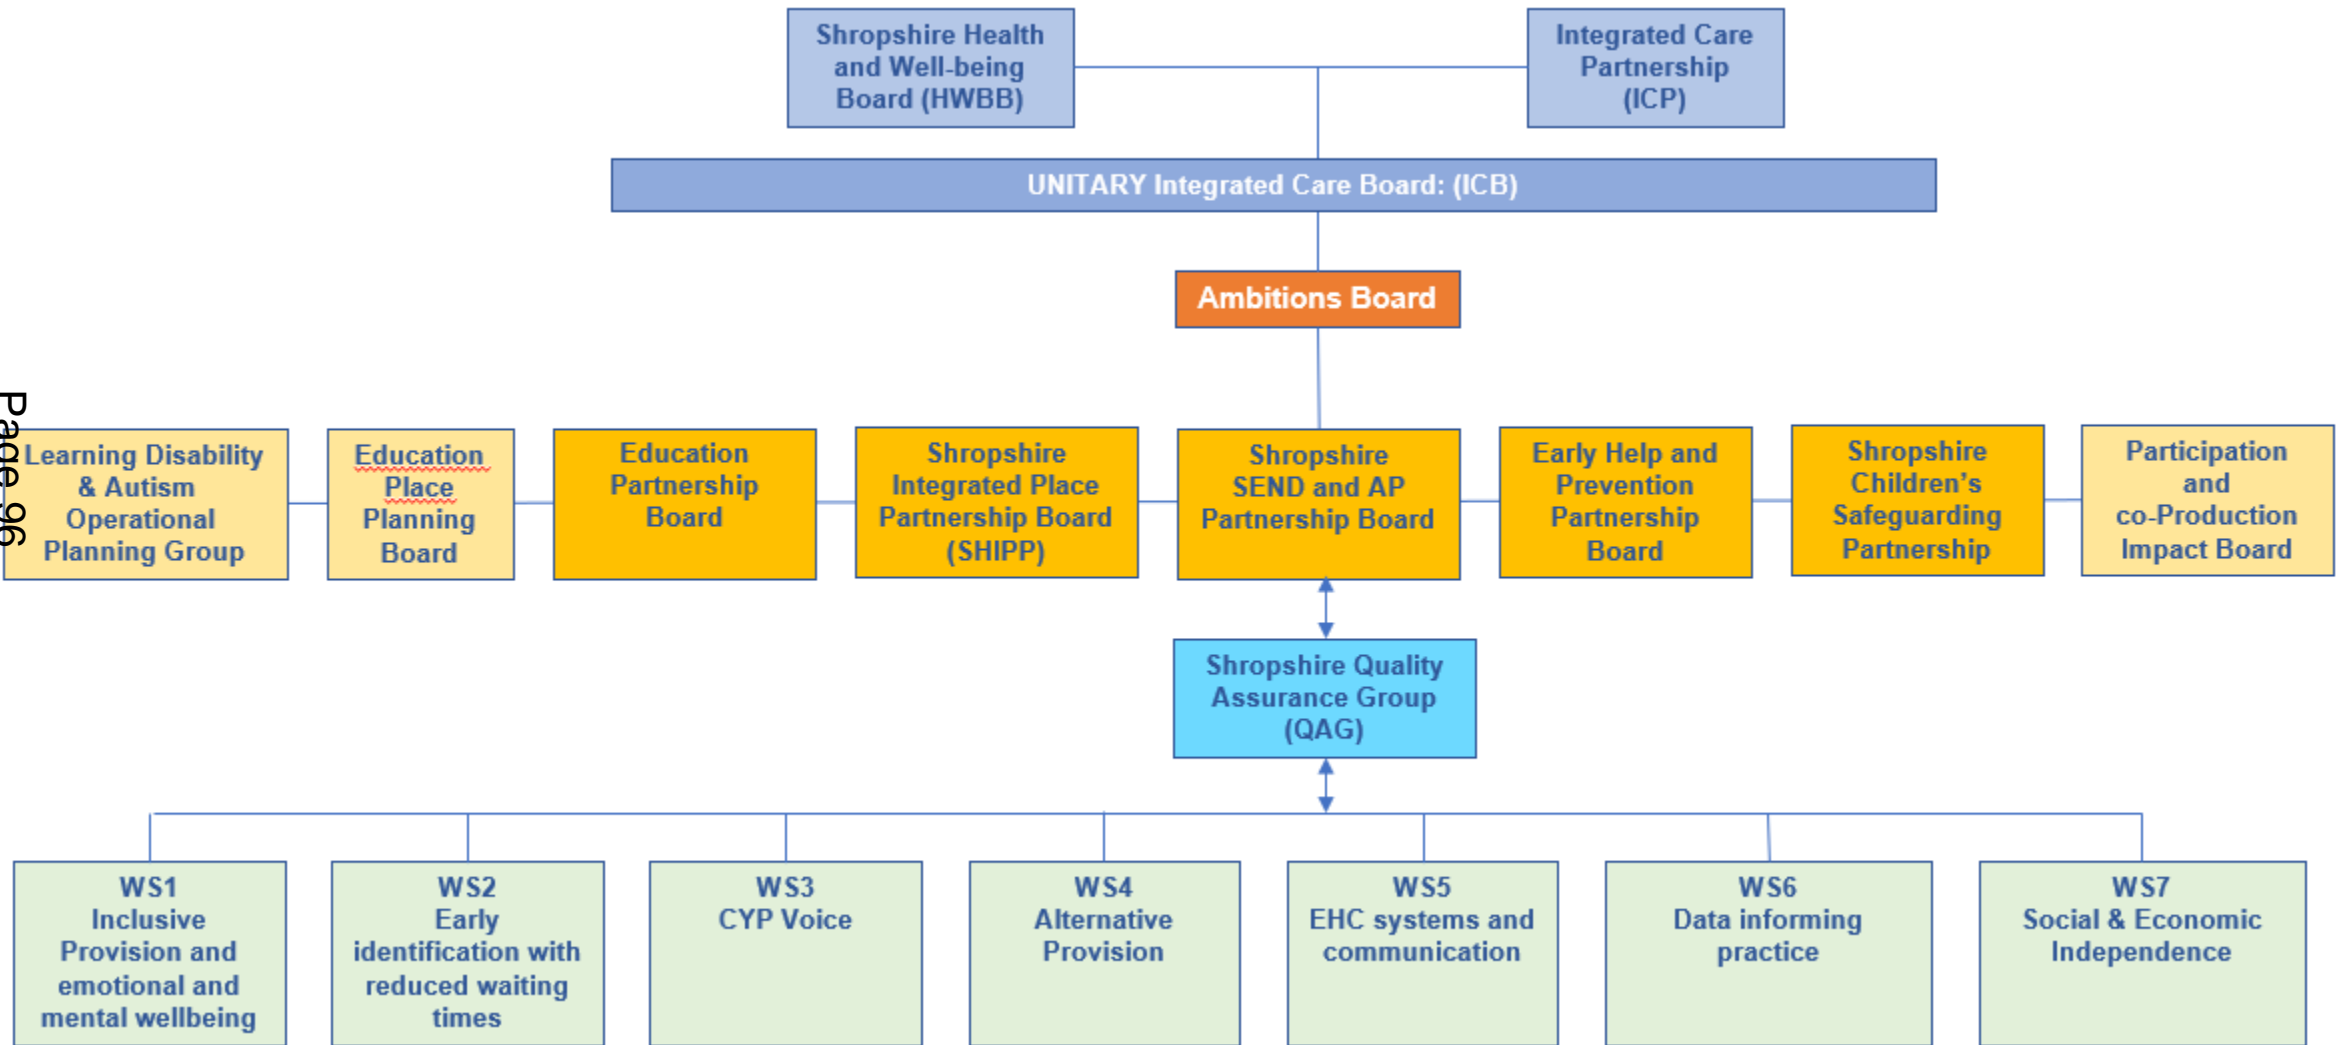 Shropshire Health
and Well-being
Board (HWBB)
Integrated Care
Partnership
(ICP)
UNITARY Integrated Care Board: (ICB)
Ambitions Board
Page 96
Learning Disability
& Autism
Operational
Planning Group
Education
Place
Planning
Board
Education
Partnership
Board
Shropshire
Integrated Place
Partnership Board
(SHIPP)
Shropshire
SEND and AP
Partnership Board
Early Help and
Prevention
Partnership
Board
Shropshire
Children’s
Safeguarding
Partnership
Participation
and
co-Production
Impact Board
Shropshire Quality
Assurance Group
(QAG)
WS1
Inclusive
Provision and
emotional and
mental wellbeing
WS2
Early
identification with
reduced waiting
times
WS3
CYP Voice
WS4
Alternative
Provision
WS5
EHC systems and
communication
WS6
Data informing
practice
WS7
Social & Economic
Independence